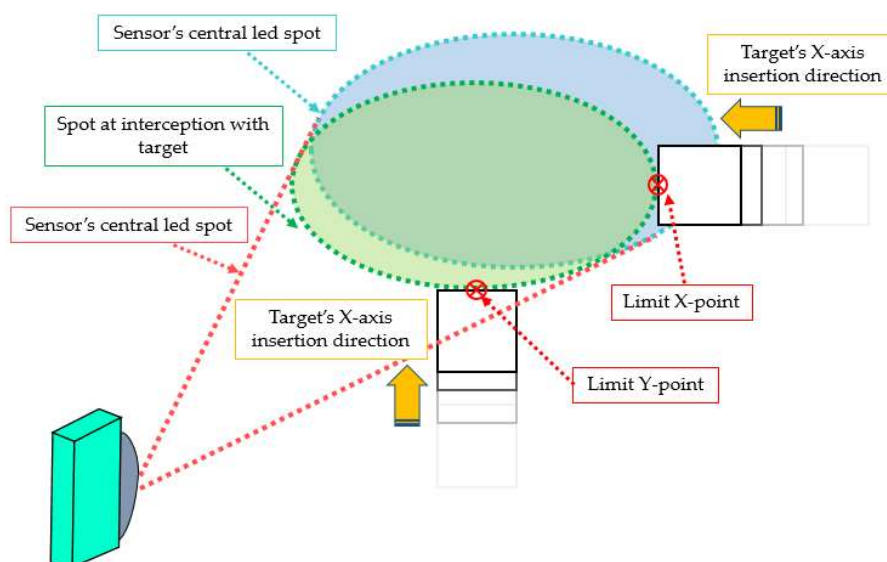 Sensor's central led spot
Target's X-axis
insertion direction
Spot at interception with
target
Sensor's central led spot
Limit X-point
Target's X-axis
insertion direction
Limit Y-point